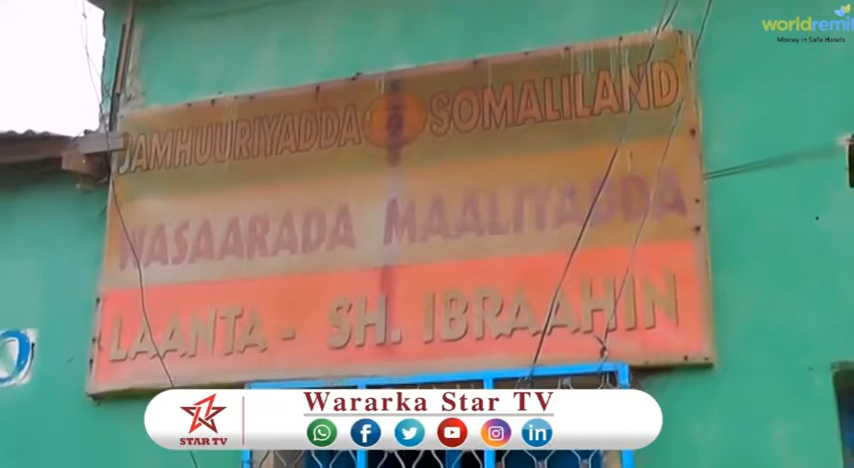 worldremit
Money in Safe Hands
JAMHUURIYADDA SOMALILAND
WASAARADA MAALIYADDA
LAANTA - SH. IBRAAHIN
Wararka Star TV
STAR TV